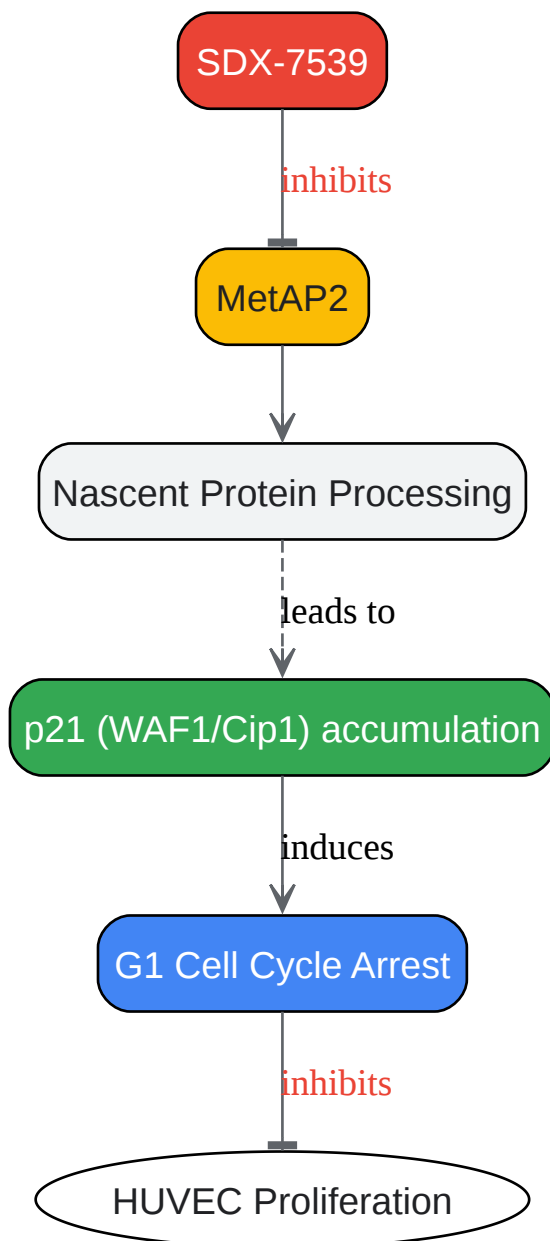 SDX-7539
inhibits
MetAP2
Nascent Protein Processing
leads to
p21 (WAF1/Cip1) accumulation
induces
G1 Cell Cycle Arrest
inhibits
HUVEC Proliferation